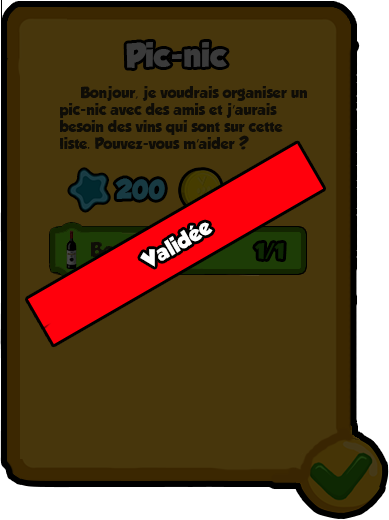 Pic-nic
Bonjour, je voudrais organiser un
pic-nic avec des amis et j'aurais
besoin des vins qui sont sur cette
liste. Pouvez-vous m'aider ?
200
1/1
Validée